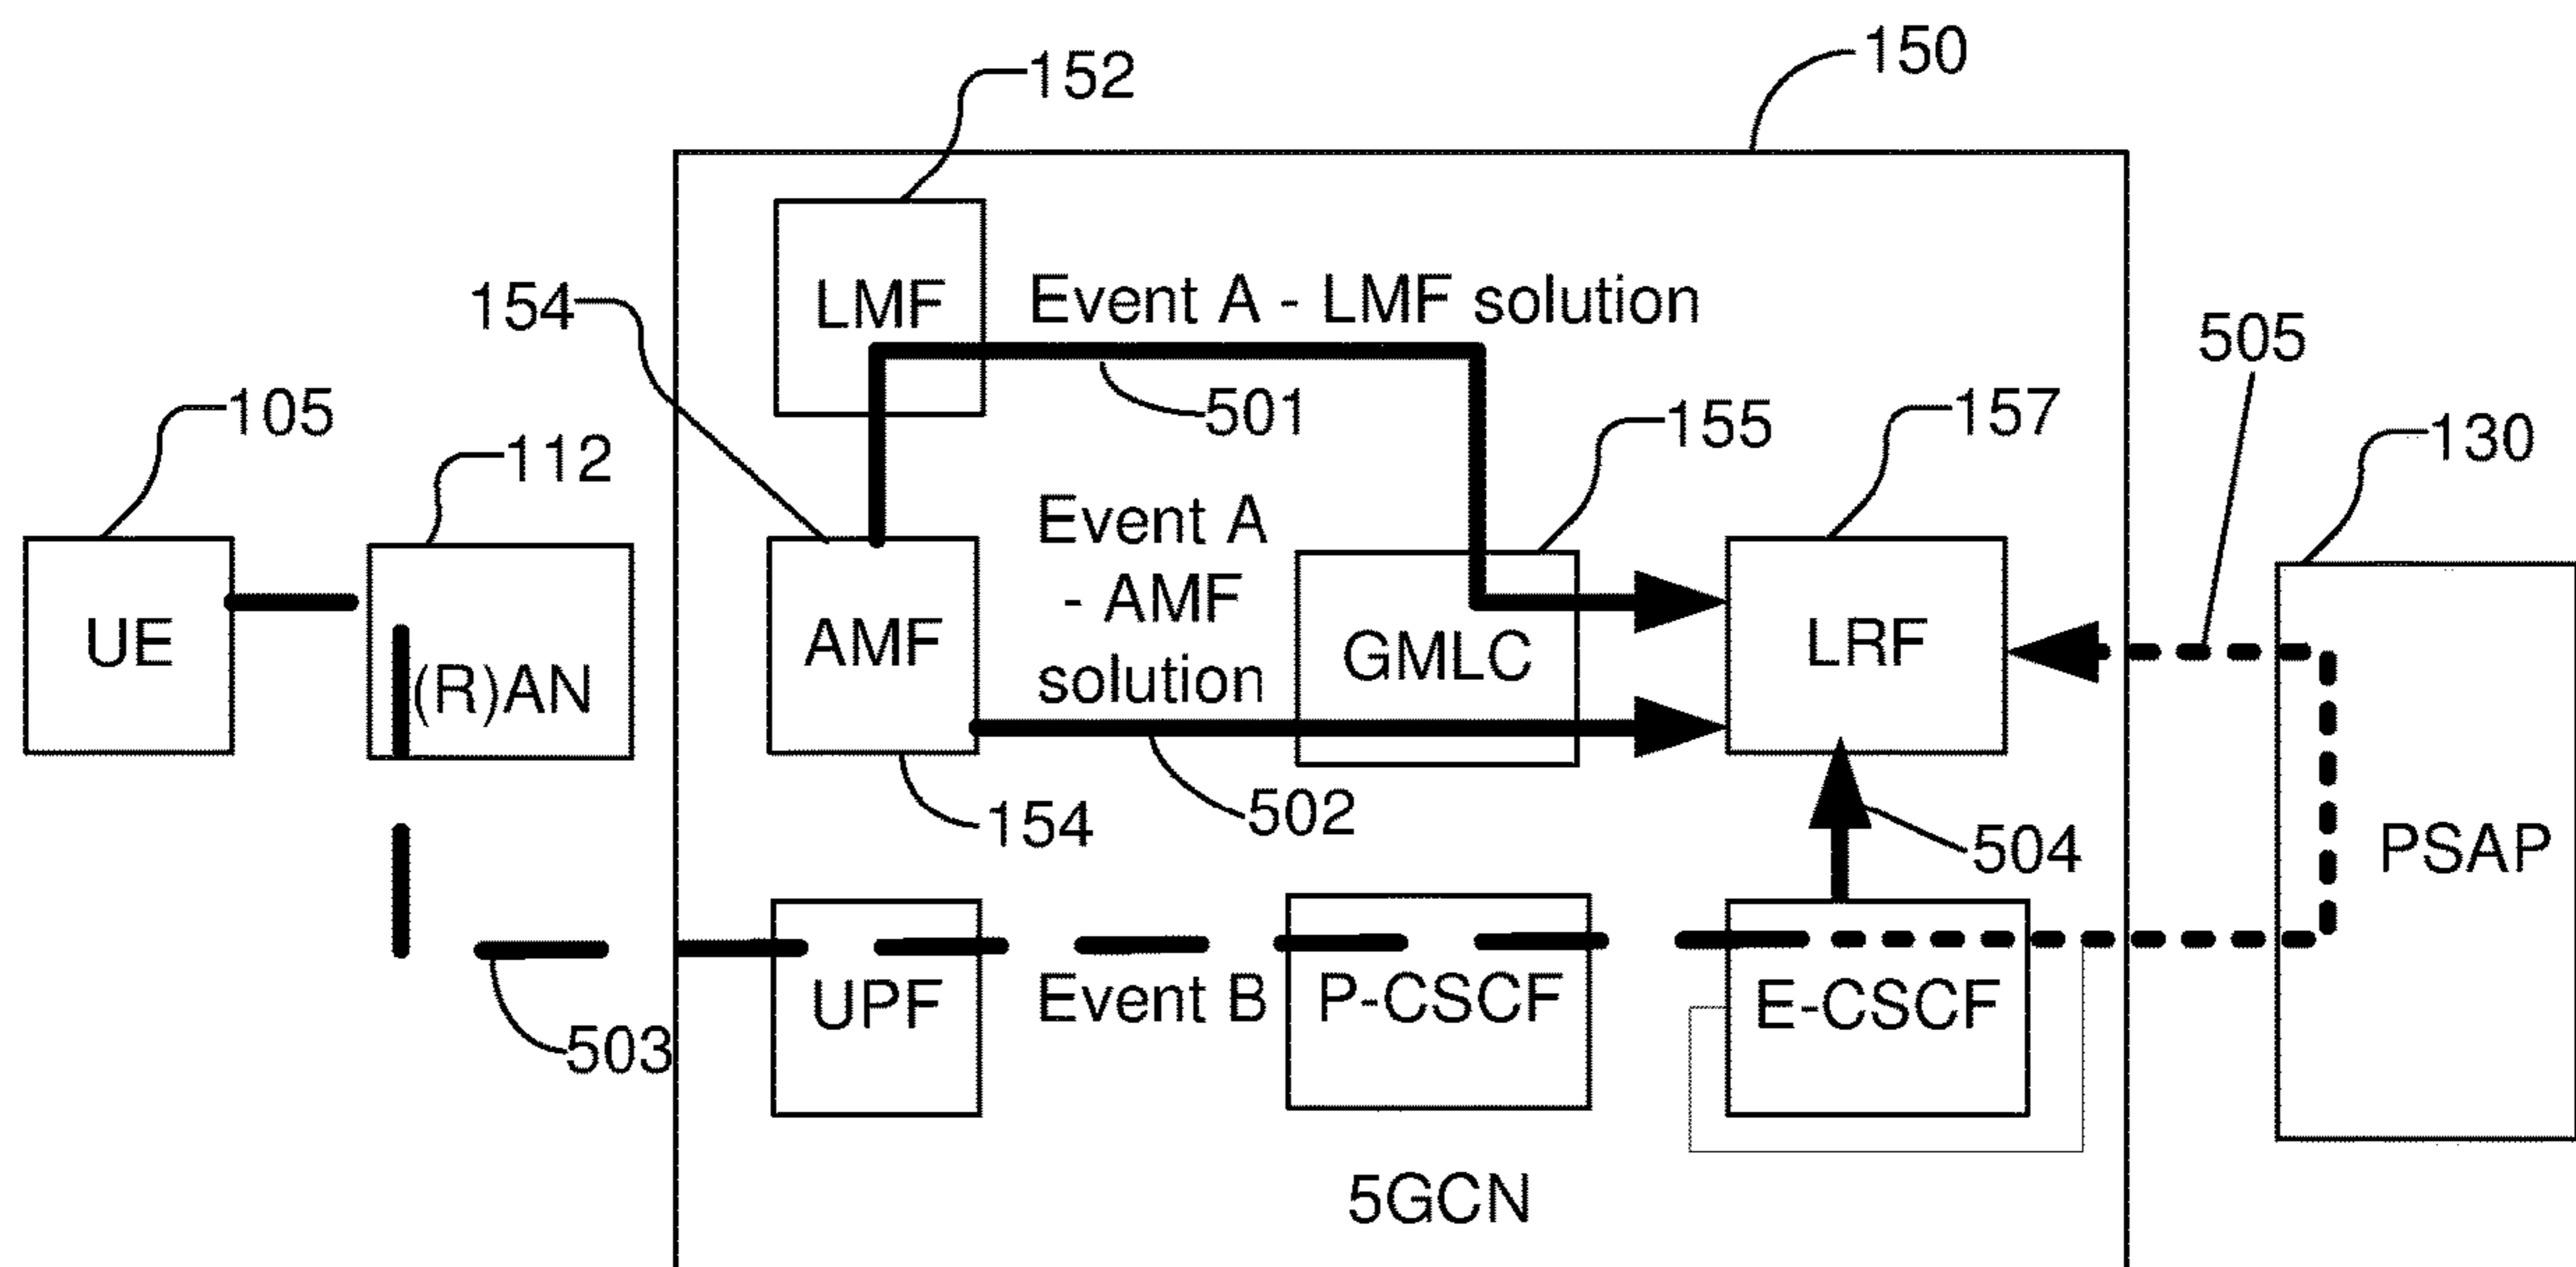 150
152
154
LMF
Event A - LMF solution
505
105
501
155
157
130
112
Event A
- AMF
solution
UE
(R)AN
AMF
GMLC
LRF
502
154
504
PSAP
503
UPF
Event B
P-CSCF
E-CSCF
5GCN